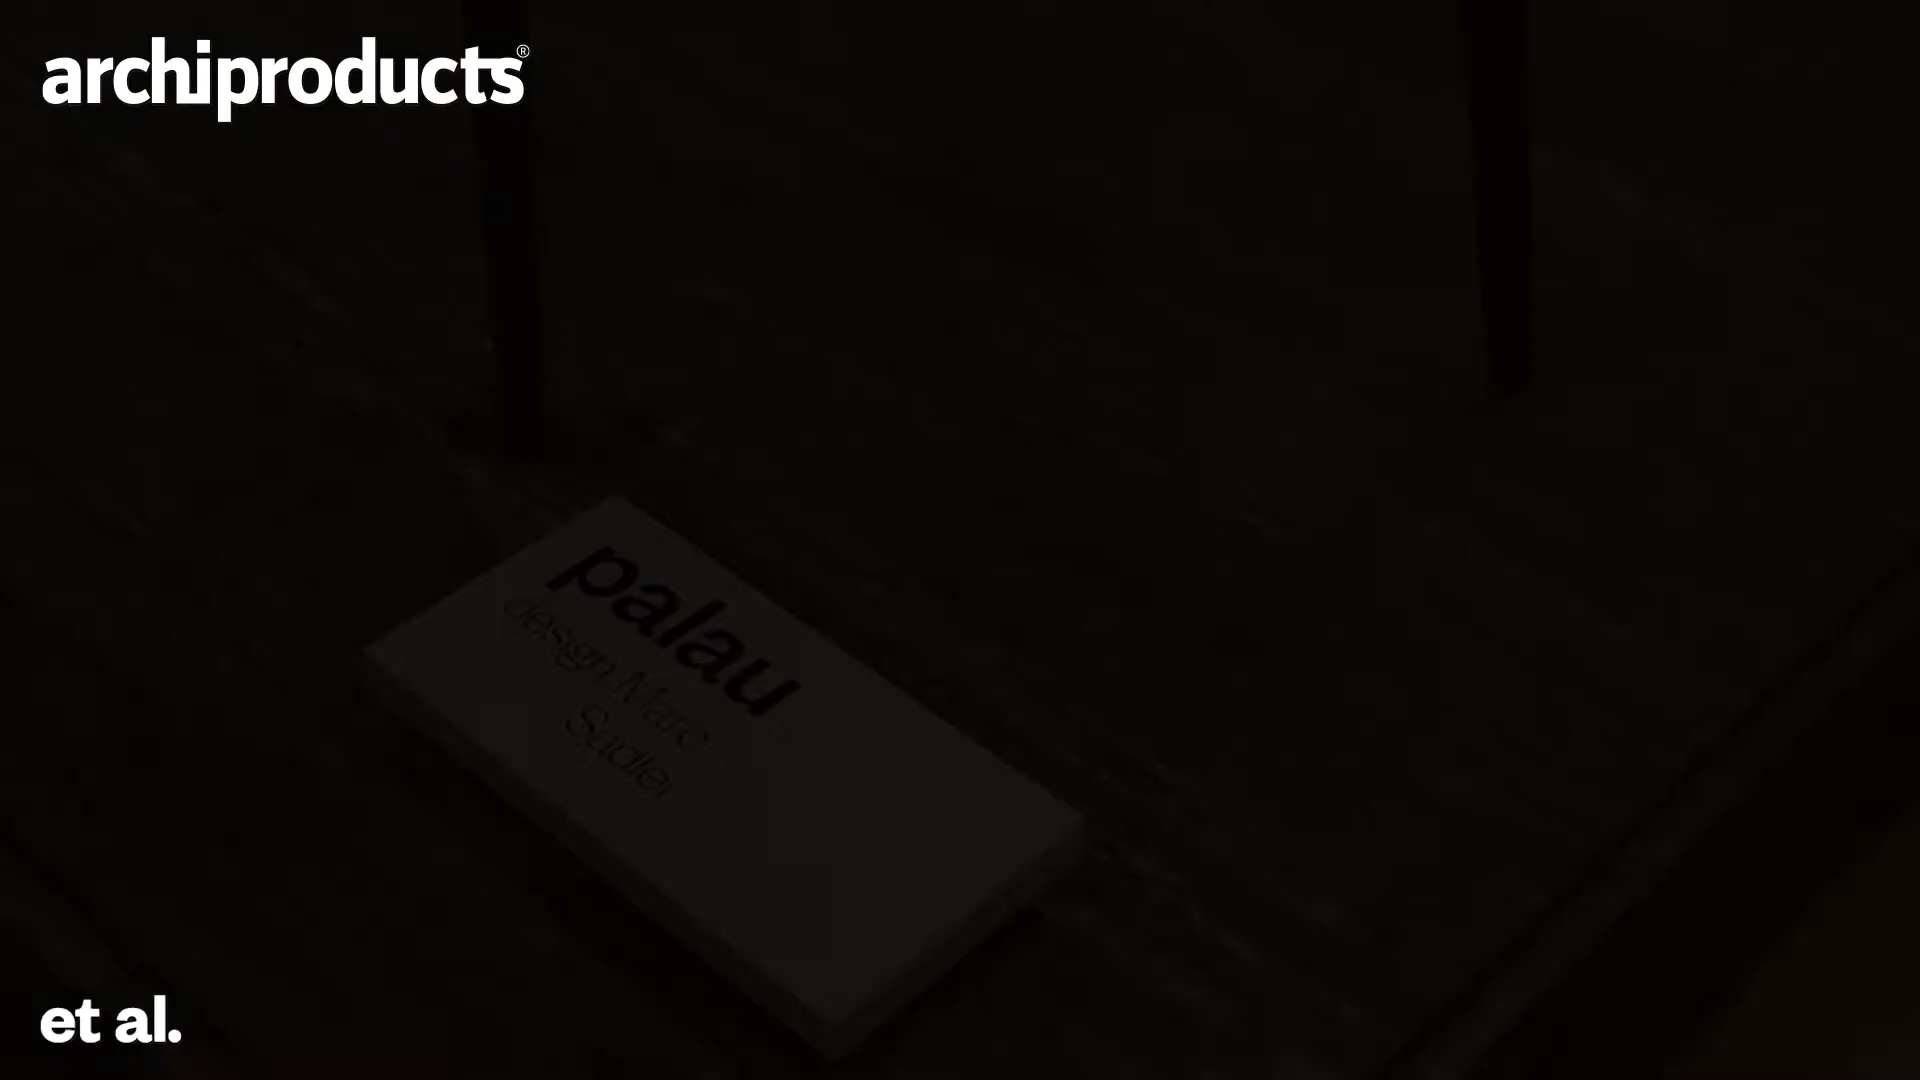 archiproducts®
palau
design Marc
Sadler
et al.